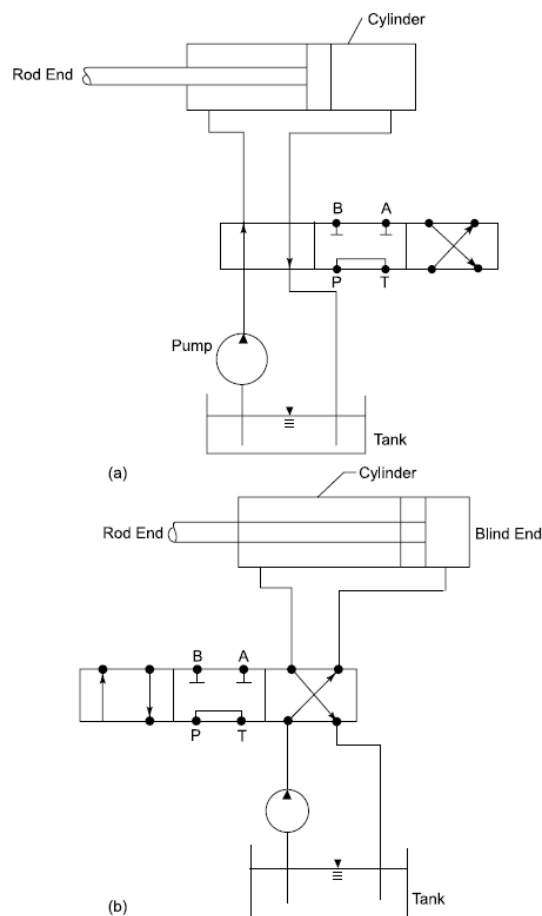 Cylinder
Rod End
B A
P T
Pump
Tank
(a)
Cylinder
Rod End
Blind End
B A
P T
Tank
(b)